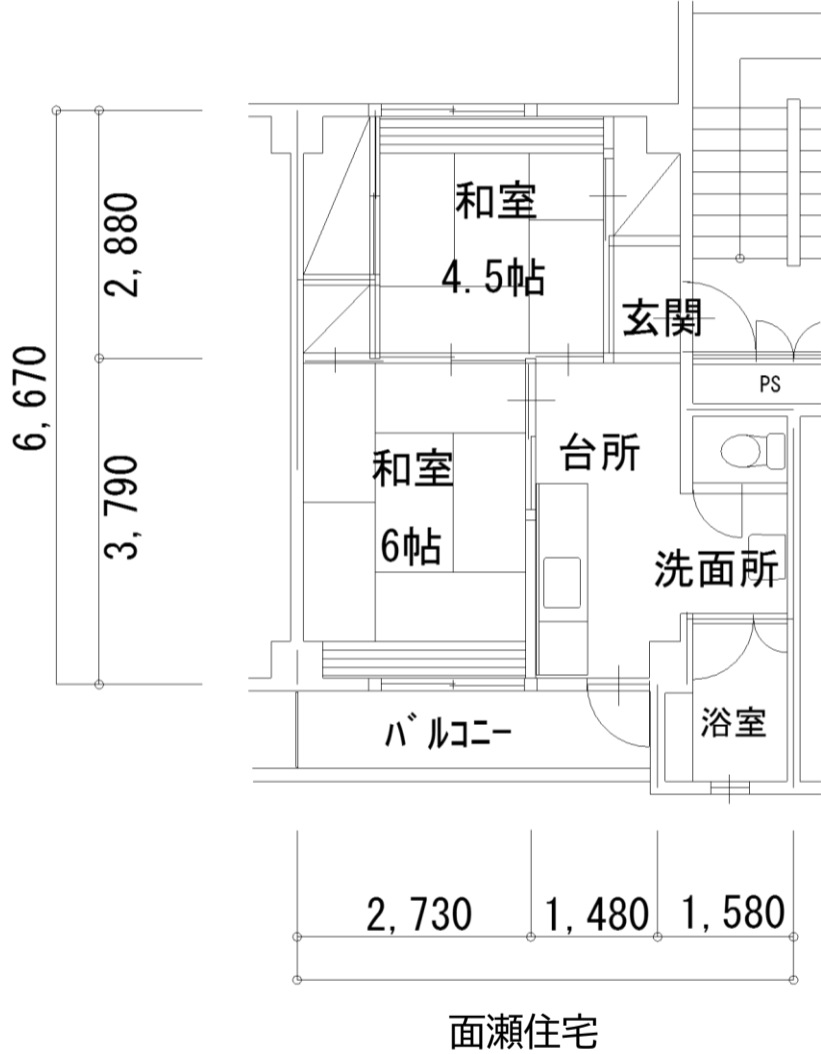 和室
4.5帖
2,880
玄関
6,670
PS
台所
和室
3,790
6帖
洗面所
バルコニー
浴室
2,730
1,480
1,580
面瀬住宅